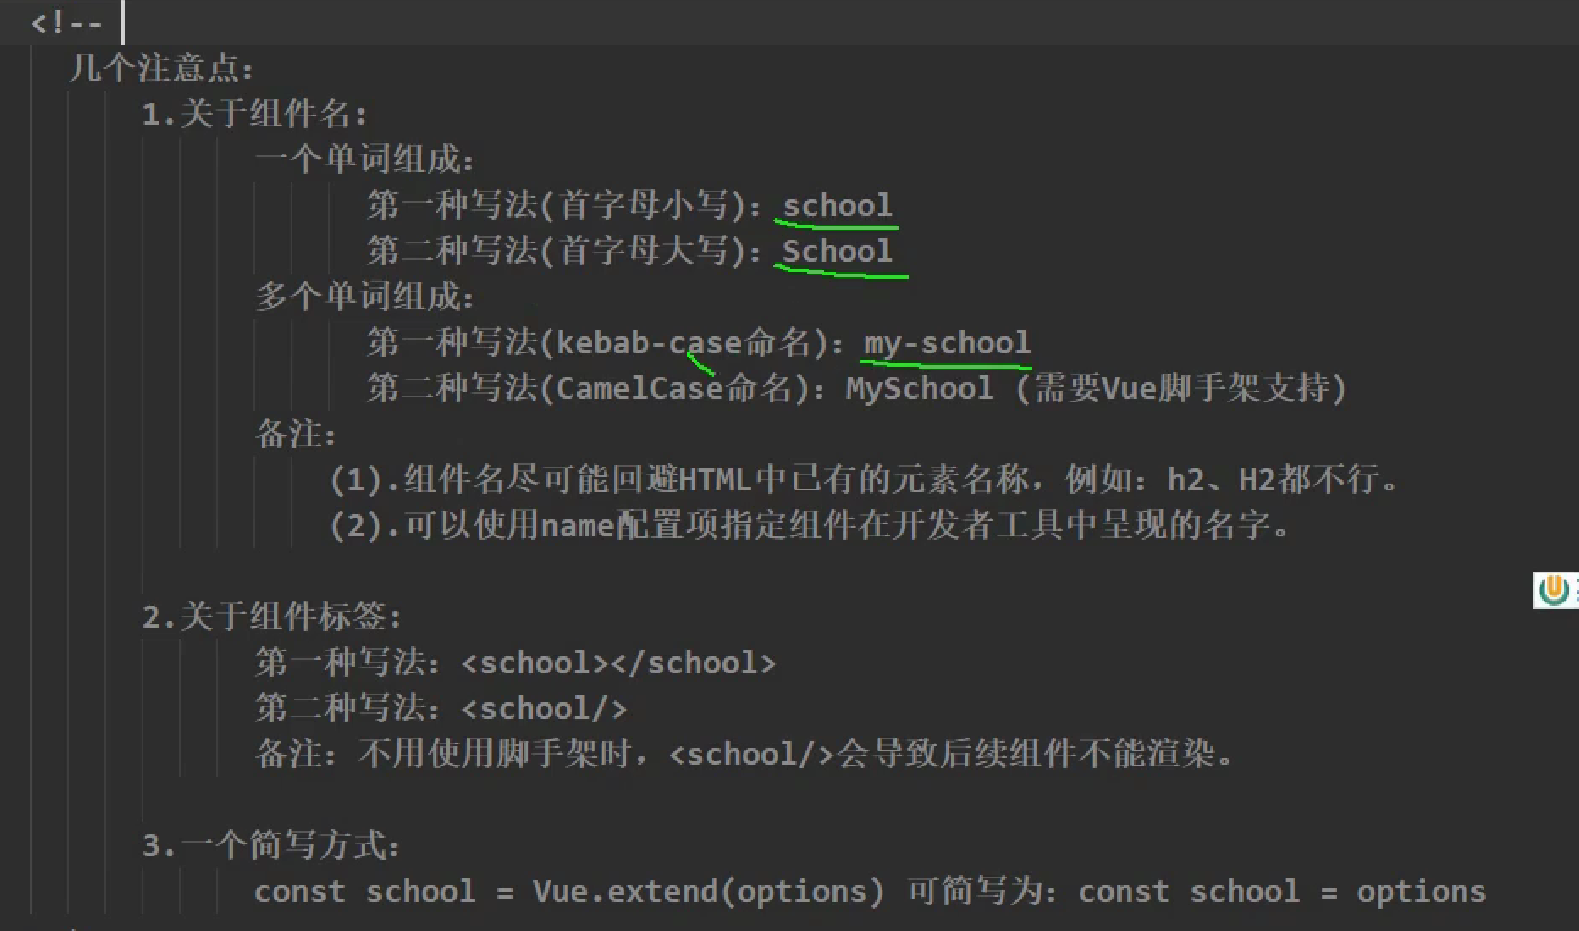 <!--
几个注意点:
1.关于组件名:
一个单词组成:
第一种写法(首字母小写): school
第二种写法(首字母大写): School
多个单词组成:
第一种写法(kebab-case命名): my-school
第二种写法(CamelCase命名): MySchool (需要Vue脚手架支持)
备注:
(1).组件名尽可能回避HTML中已有的元素名称，例如: h2、H2都不行。
(2).可以使用name配置项指定组件在开发者工具中呈现的名字。
2.关于组件标签:
第一种写法: <school></school>
第二种写法: <school/>
备注: 不用使用脚手架时，<school/>会导致后续组件不能渲染。
3.一个简写方式:
const school = Vue.extend(options) 可简写为: const school = options